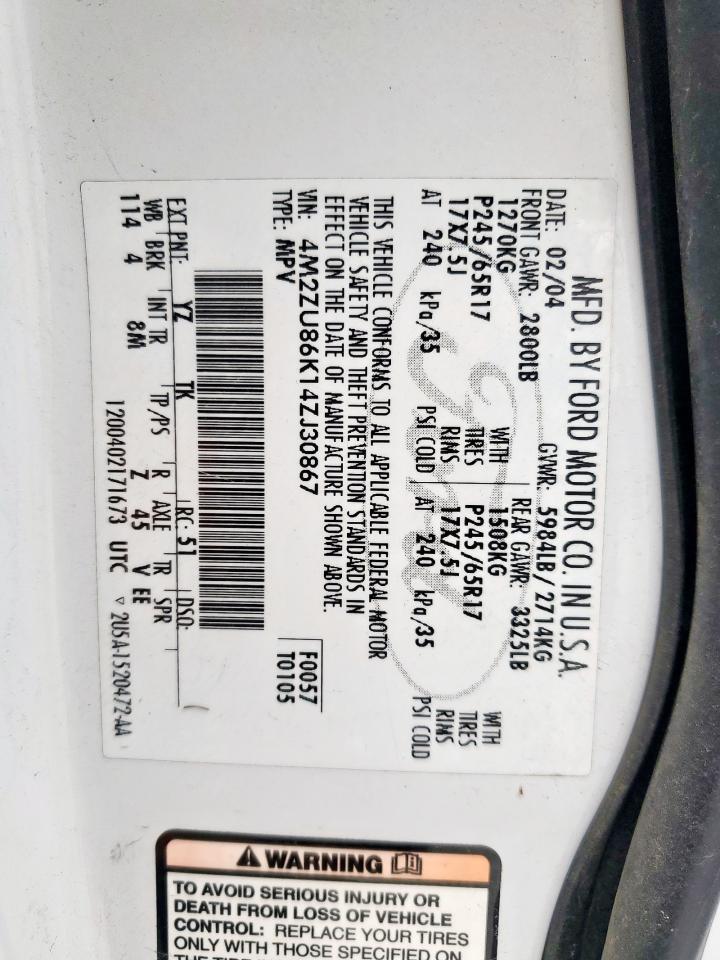 MFD. BY FORD MOTOR CO. IN U.S.A.
DATE: 02/04 GVWR: 5984LB / 2714KG
FRONT GAWR: 2800LB REAR GAWR: 3325LB
1270KG WITH 1508KG WITH
P245/65R17 TIRES P245/65R17 TIRES
17X7.5J RIMS 17X7.5J RIMS
AT 240 kPa/35 PSI COLD AT 240 kPa/35 PSI COLD
THIS VEHICLE CONFORMS TO ALL APPLICABLE FEDERAL MOTOR
VEHICLE SAFETY AND THEFT PREVENTION STANDARDS IN
EFFECT ON THE DATE OF MANUFACTURE SHOWN ABOVE.
VIN: 4M2ZU86K14ZJ30867 F0057
TYPE: MPV T0105
EXT PNT: YZ TK RC: 51 DSO:
WB BRK INT TR TP/PS R AXLE TR SPR
114 4 8M Z 45 V EE
1200402171673 UTC ▽ 2U5A-1520472-AA
Ford
⚠ WARNING
TO AVOID SERIOUS INJURY OR
DEATH FROM LOSS OF VEHICLE
CONTROL: REPLACE YOUR TIRES
ONLY WITH THOSE SPECIFIED ON